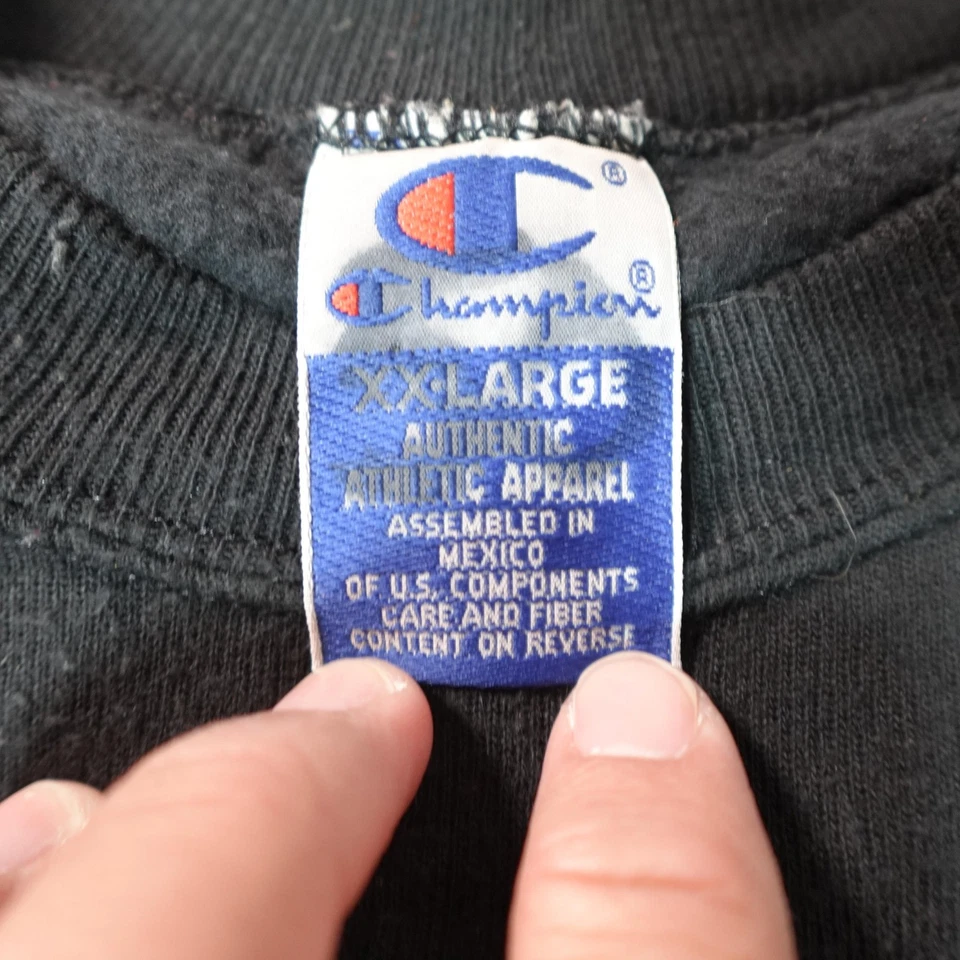 ®
Champion®
XX-LARGE
AUTHENTIC
ATHLETIC APPAREL
ASSEMBLED IN
MEXICO
OF U.S. COMPONENTS
CARE AND FIBER
CONTENT ON REVERSE